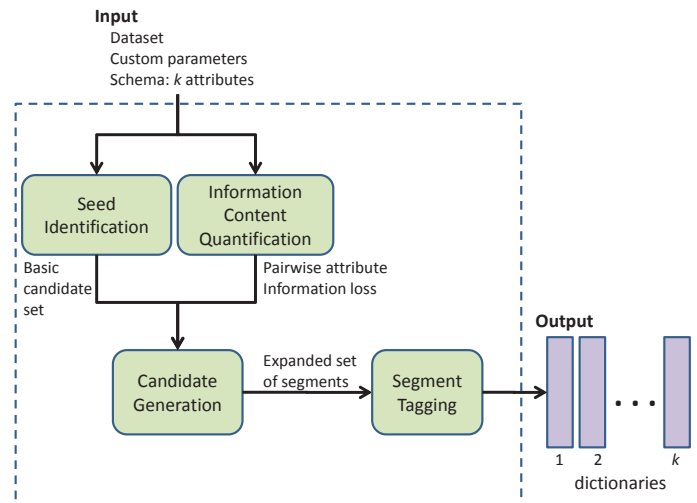 Input
Dataset
Custom parameters
Schema: k attributes
Seed
Identification
Information
Content
Quantification
Basic
candidate
set
Pairwise attribute
Information loss
Candidate
Generation
Expanded set
of segments
Segment
Tagging
Output
1
2
k
dictionaries